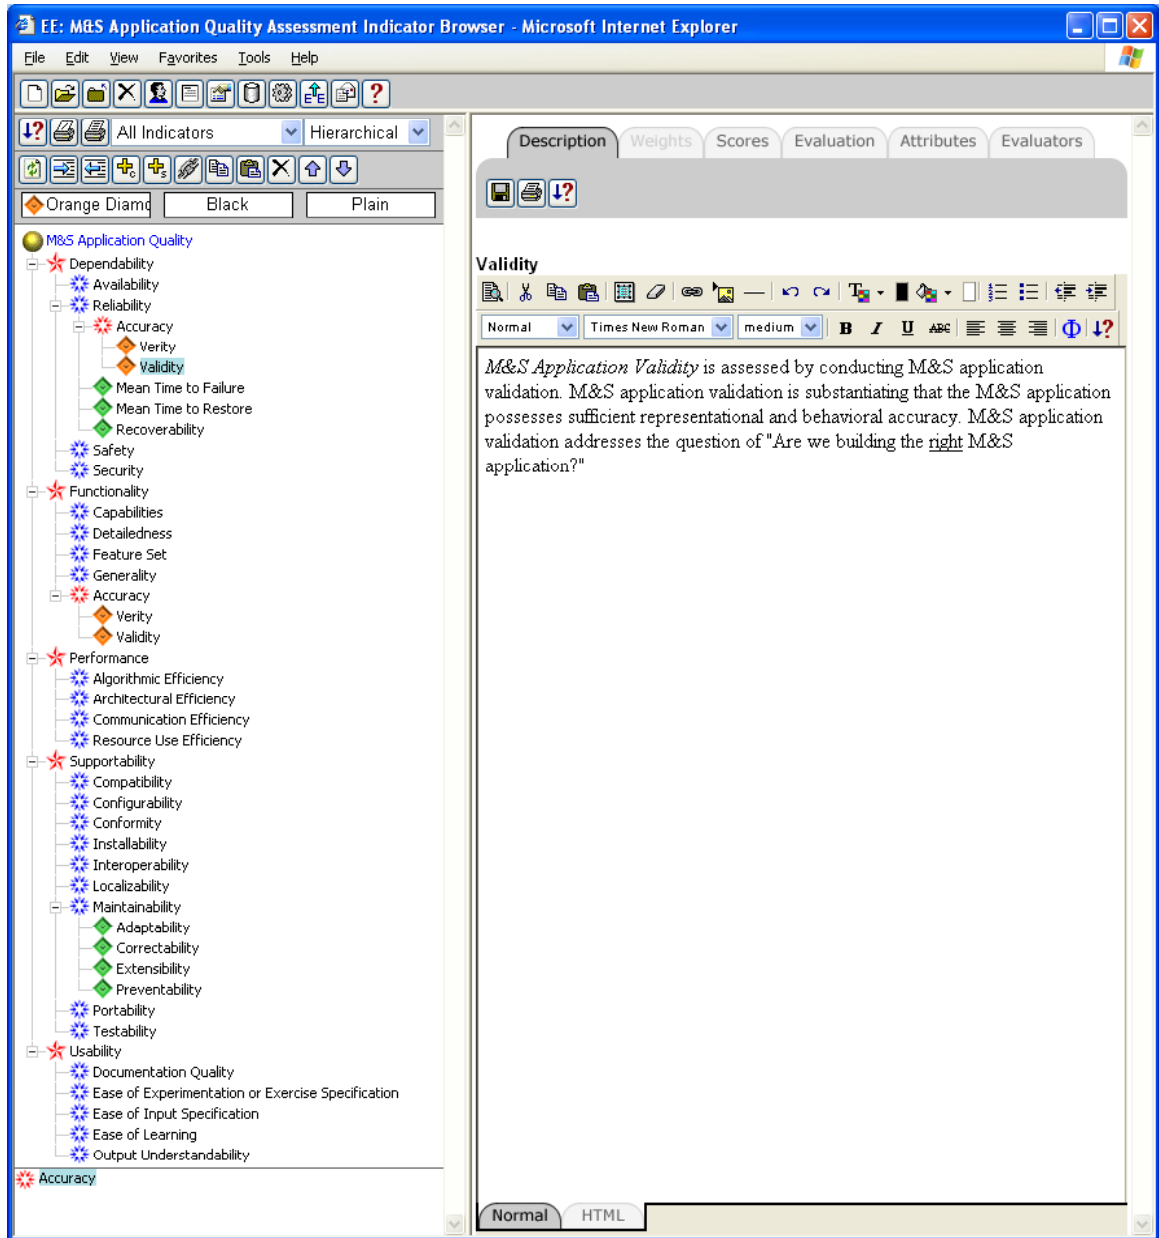 EE: M&S Application Quality Assessment Indicator Browser - Microsoft Internet Explorer
File Edit View Favorites Tools Help
All Indicators Hierarchical
Orange Diamo Black Plain
M&S Application Quality
Dependability
Availability
Reliability
Accuracy
Verity
Validity
Mean Time to Failure
Mean Time to Restore
Recoverability
Safety
Security
Functionality
Capabilities
Detailedness
Feature Set
Generality
Accuracy
Verity
Validity
Performance
Algorithmic Efficiency
Architectural Efficiency
Communication Efficiency
Resource Use Efficiency
Supportability
Compatibility
Configurability
Conformity
Installability
Interoperability
Localizability
Maintainability
Adaptability
Correctability
Extensibility
Preventability
Portability
Testability
Usability
Documentation Quality
Ease of Experimentation or Exercise Specification
Ease of Input Specification
Ease of Learning
Output Understandability
Accuracy
Description Weights Scores Evaluation Attributes Evaluators
Validity
Normal Times New Roman medium B I U ABC
M&S Application Validity is assessed by conducting M&S application
validation. M&S application validation is substantiating that the M&S application
possesses sufficient representational and behavioral accuracy. M&S application
validation addresses the question of "Are we building the right M&S
application?"
Normal HTML